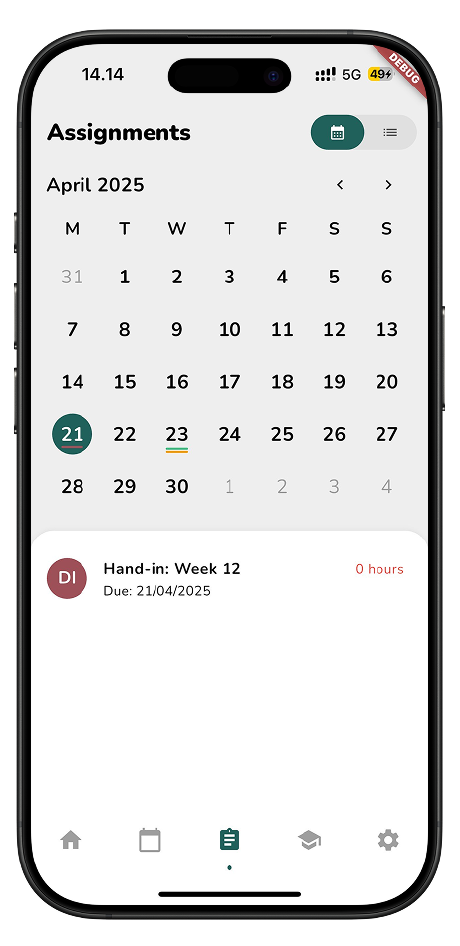 14.14 5G 49
DEBUG
Assignments
April 2025
M T W T F S S
31 1 2 3 4 5 6
7 8 9 10 11 12 13
14 15 16 17 18 19 20
21 22 23 24 25 26 27
28 29 30 1 2 3 4
DI Hand-in: Week 12 0 hours
Due: 21/04/2025